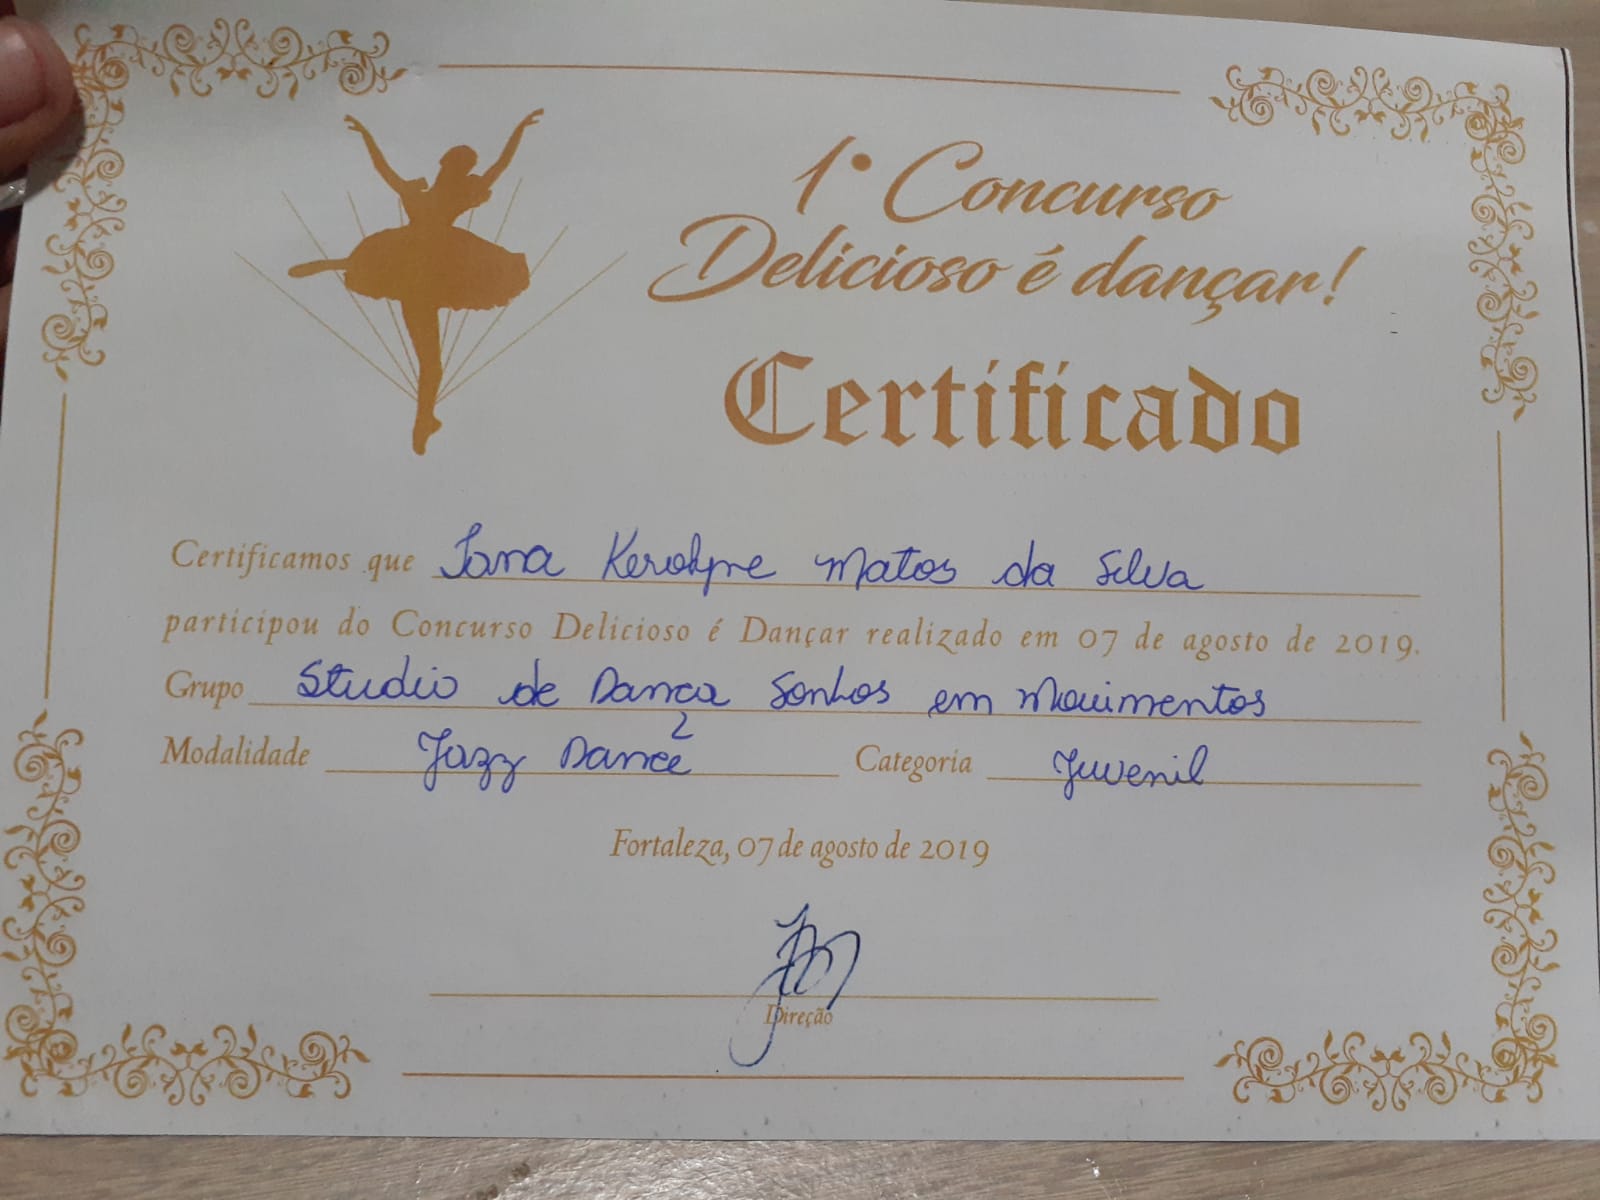 1° Concurso
Delicioso é dançar!
Certificado
Certificamos que Iana Kerolyne Matos da Silva
participou do Concurso Delicioso é Dançar realizado em 07 de agosto de 2019.
Grupo Studio de Danca Sonhos em Movimentos
Modalidade Jazz Dance 2 Categoria Juvenil
Fortaleza, 07 de agosto de 2019
Direção